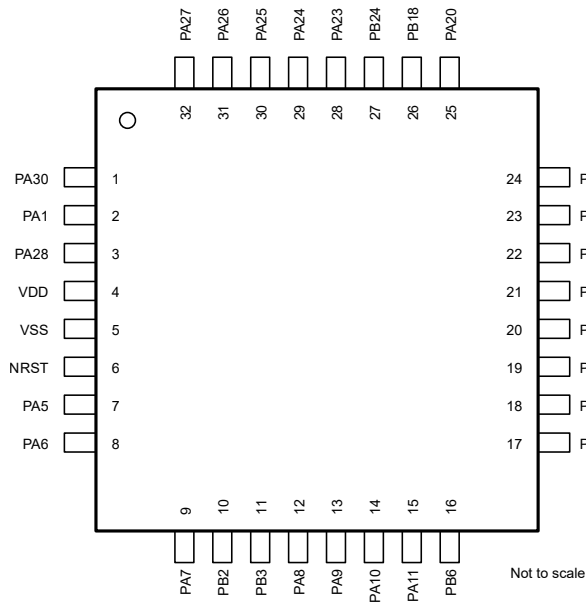 PA27 PA26 PA25 PA24 PA23 PB24 PB18 PA20
32 31 30 29 28 27 26 25
PA30 1 24 P
PA1 2 23 P
PA28 3 22 P
VDD 4 21 P
VSS 5 20 P
NRST 6 19 P
PA5 7 18 P
PA6 8 17 P
9 10 11 12 13 14 15 16
PA7 PB2 PB3 PA8 PA9 PA10 PA11 PB6
Not to scale